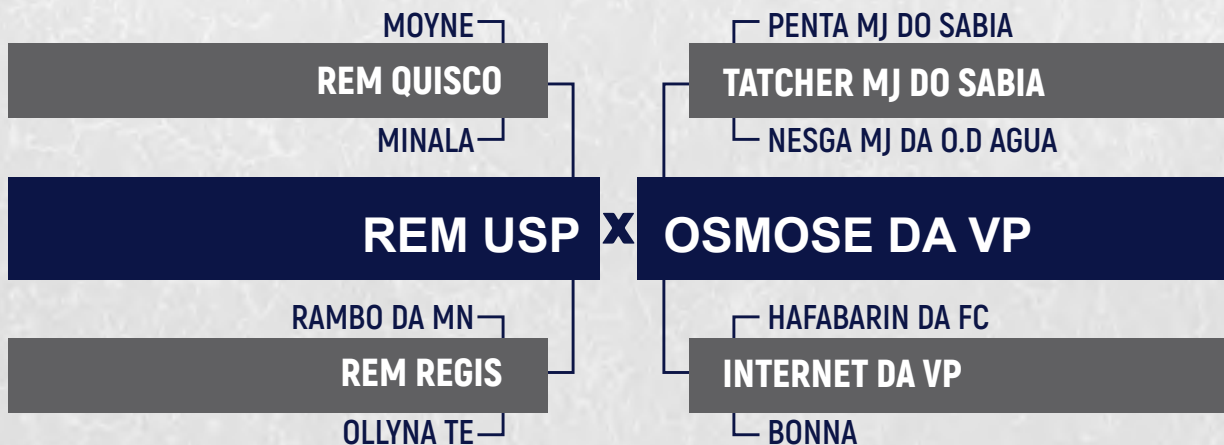 MOYNE
REM QUISCO
MINALA
PENTA MJ DO SABIA
TATCHER MJ DO SABIA
NESGA MJ DA O.D AGUA
REM USP X OSMOSE DA VP
RAMBO DA MN
REM REGIS
OLLYNA TE
HAFABARIN DA FC
INTERNET DA VP
BONNA